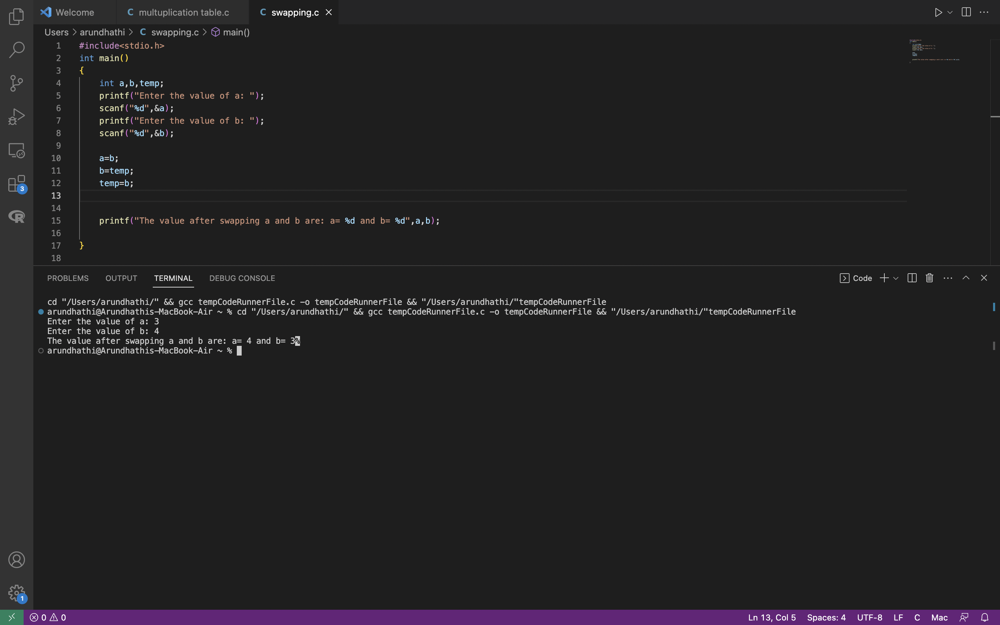 Welcome
C multuplication table.c
C swapping.c
Users > arundhathi > C swapping.c > main()
1 #include<stdio.h>
2 int main()
3 {
4 int a,b,temp;
5 printf("Enter the value of a: ");
6 scanf("%d",&a);
7 printf("Enter the value of b: ");
8 scanf("%d",&b);
9
10 a=b;
11 b=temp;
12 temp=b;
13
14
15 printf("The value after swapping a and b are: a= %d and b= %d",a,b);
16
17 }
18
3
R
PROBLEMS OUTPUT TERMINAL DEBUG CONSOLE
Code
cd "/Users/arundhathi/" && gcc tempCodeRunnerFile.c -o tempCodeRunnerFile && "/Users/arundhathi/"tempCodeRunnerFile
arundhathi@Arundhathis-MacBook-Air ~ % cd "/Users/arundhathi/" && gcc tempCodeRunnerFile.c -o tempCodeRunnerFile && "/Users/arundhathi/"tempCodeRunnerFile
Enter the value of a: 3
Enter the value of b: 4
The value after swapping a and b are: a= 4 and b= 3%
arundhathi@Arundhathis-MacBook-Air ~ %
1
0 0
Ln 13, Col 5 Spaces: 4 UTF-8 LF C Mac